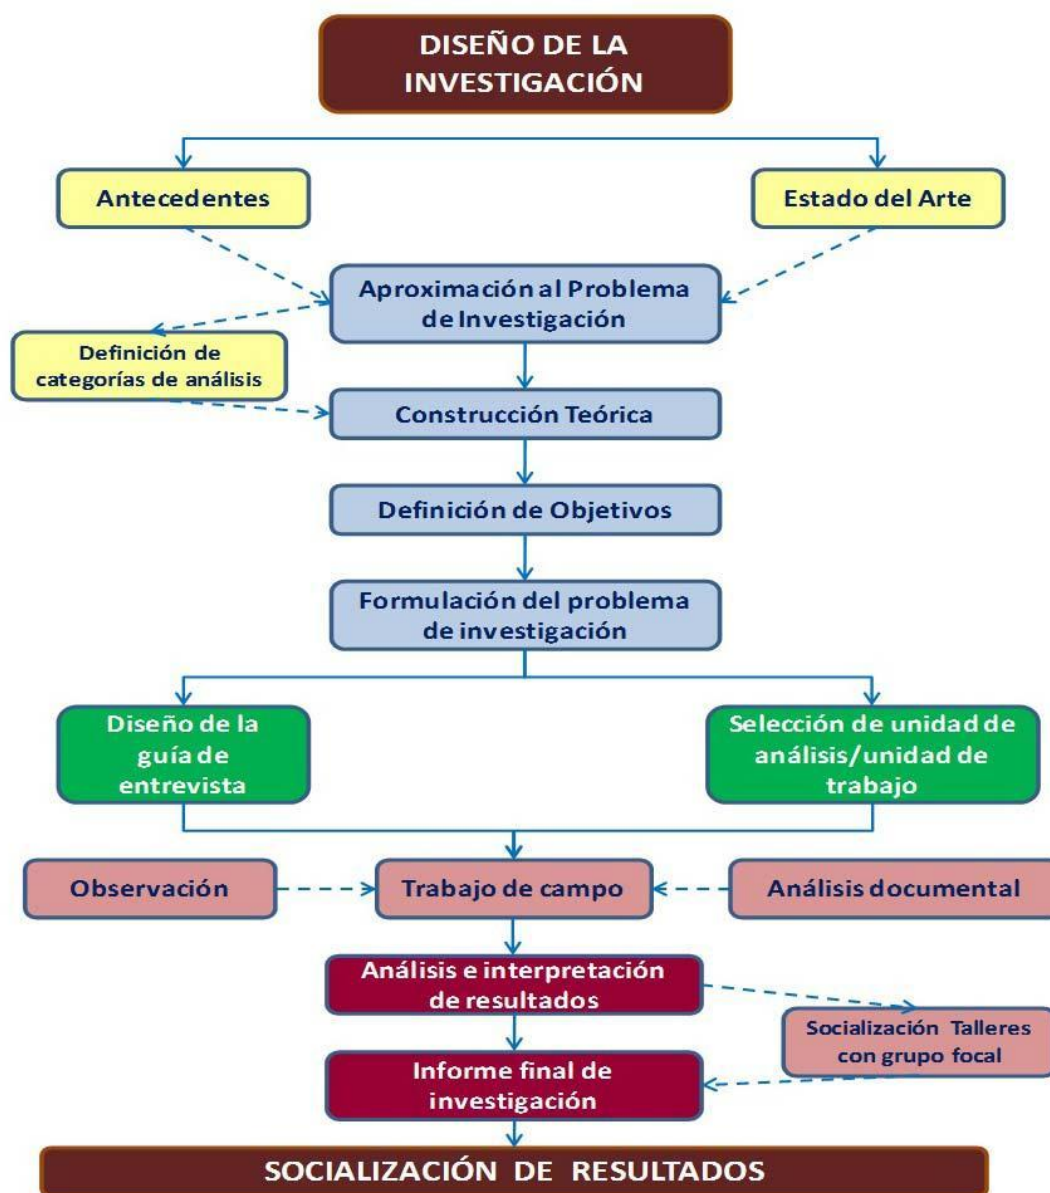 DISEÑO DE LA
INVESTIGACIÓN
Antecedentes
Estado del Arte
Aproximación al Problema
de Investigación
Definición de
categorías de análisis
Construcción Teórica
Definición de Objetivos
Formulación del problema
de investigación
Diseño de la
guía de
entrevista
Selección de unidad de
análisis/unidad de
trabajo
Observación
Trabajo de campo
Análisis documental
Análisis e interpretación
de resultados
Socialización Talleres
con grupo focal
Informe final de
investigación
SOCIALIZACIÓN DE RESULTADOS